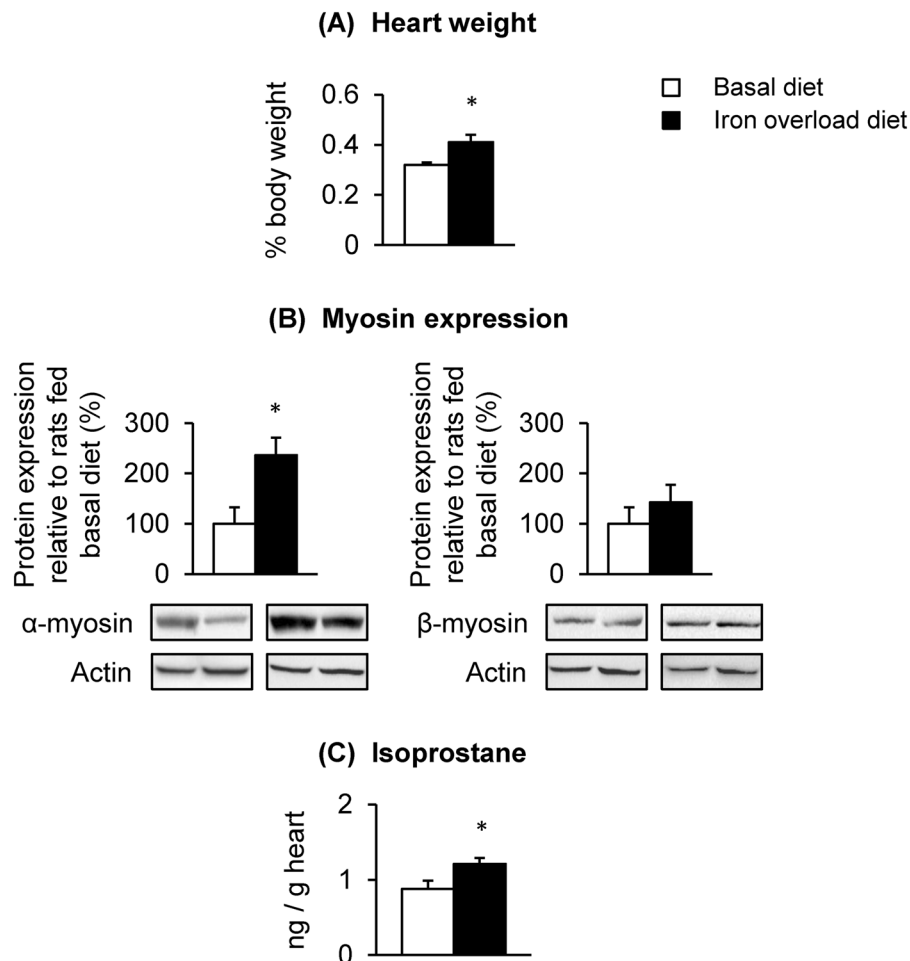 (A) Heart weight
% body weight
0.6
0.4
0.2
0
*
Basal diet
Iron overload diet
(B) Myosin expression
Protein expression
relative to rats fed
basal diet (%)
300
200
100
0
*
α-myosin
Actin
Protein expression
relative to rats fed
basal diet (%)
300
200
100
0
β-myosin
Actin
(C) Isoprostane
ng / g heart
2
1
0
*